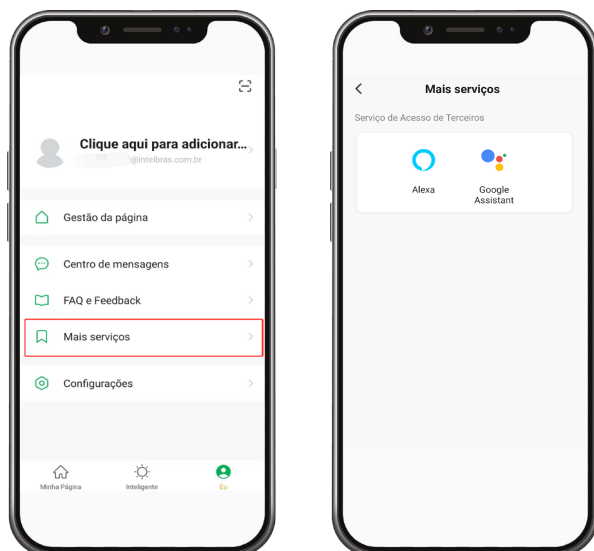 Clique aqui para adicionar...
@intelbras.com.br
Gestão da página
Centro de mensagens
FAQ e Feedback
Mais serviços
Configurações
Minha Página
Inteligente
Eu
Mais serviços
Serviço de Acesso de Terceiros
Alexa
Google
Assistant